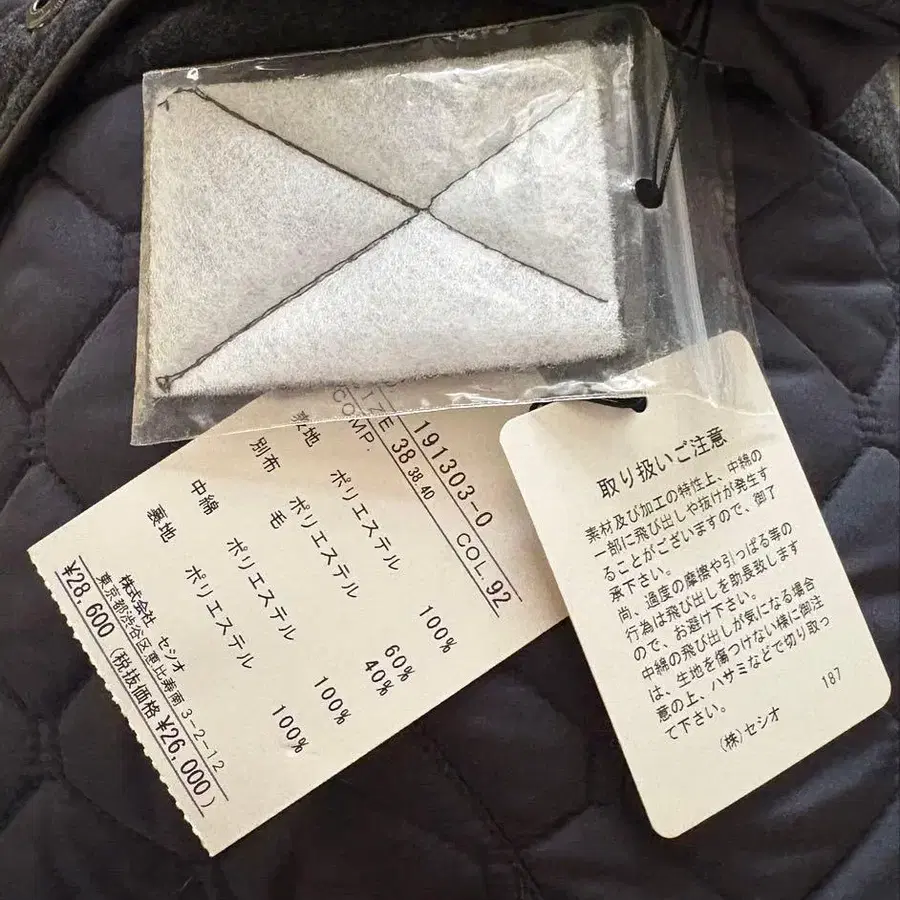 191303-0 COL.92
SIZE 38 38.40
COMP.
表地 ポリエステル 100%
別布 ポリエステル 60%
毛 40%
中綿 ポリエステル 100%
裏地 ポリエステル 100%
株式会社 セシオ
東京都渋谷区恵比寿南3-2-12
¥28,600 (税抜価格 ¥26,000)
取り扱いご注意
素材及び加工の特性上、中綿の
一部に飛び出しや抜けが発生す
ることがございますので、御了
承下さい。
尚、過度の摩擦や引っぱる等の
行為は飛び出しを助長致します
ので、お避け下さい。
中綿の飛び出しが気になる場合
は、生地を傷つけない様に御注
意の上、ハサミなどで切り取っ
て下さい。
187
(株)セシオ